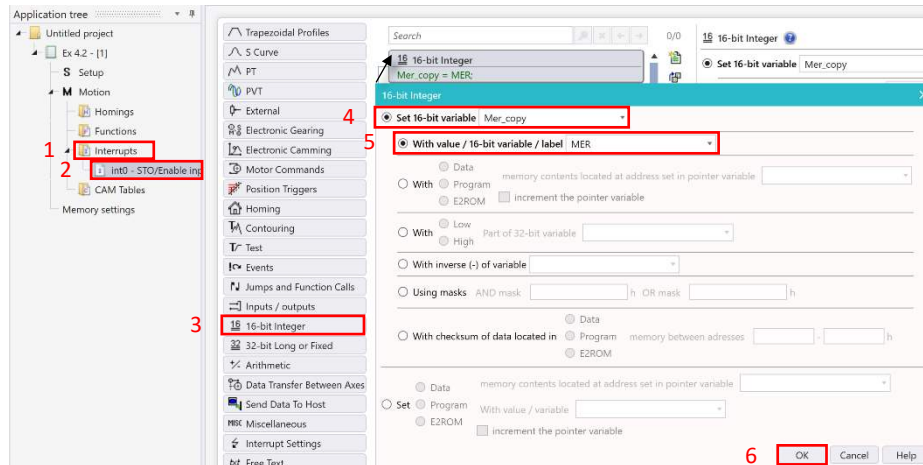 Application tree
Untitled project
Ex 4.2 - [1]
S Setup
M Motion
Homings
Functions
1 Interrupts
2 int0 - STO/Enable inp
CAM Tables
Memory settings
Trapezoidal Profiles
S Curve
PT
PVT
External
Electronic Gearing
Electronic Camming
Motor Commands
Position Triggers
Homing
Contouring
Test
Events
Jumps and Function Calls
Inputs / outputs
3 16 16-bit Integer
32 32-bit Long or Fixed
Arithmetic
Data Transfer Between Axes
Send Data To Host
MISC Miscellaneous
Interrupt Settings
txt Free Text
Search 0/0
16 16-bit Integer
Mer_copy = MER;
16 16-bit Integer
Set 16-bit variable Mer_copy
16-bit Integer
4 Set 16-bit variable Mer_copy
5 With value / 16-bit variable / label MER
Data
With Program memory contents located at address set in pointer variable
E2ROM increment the pointer variable
Low
With Part of 32-bit variable
High
With inverse (-) of variable
Using masks AND mask h OR mask h
Data
With checksum of data located in Program memory between adresses - h
E2ROM
Data memory contents located at address set in pointer variable
Set Program With value / variable
E2ROM increment the pointer variable
6 OK Cancel Help